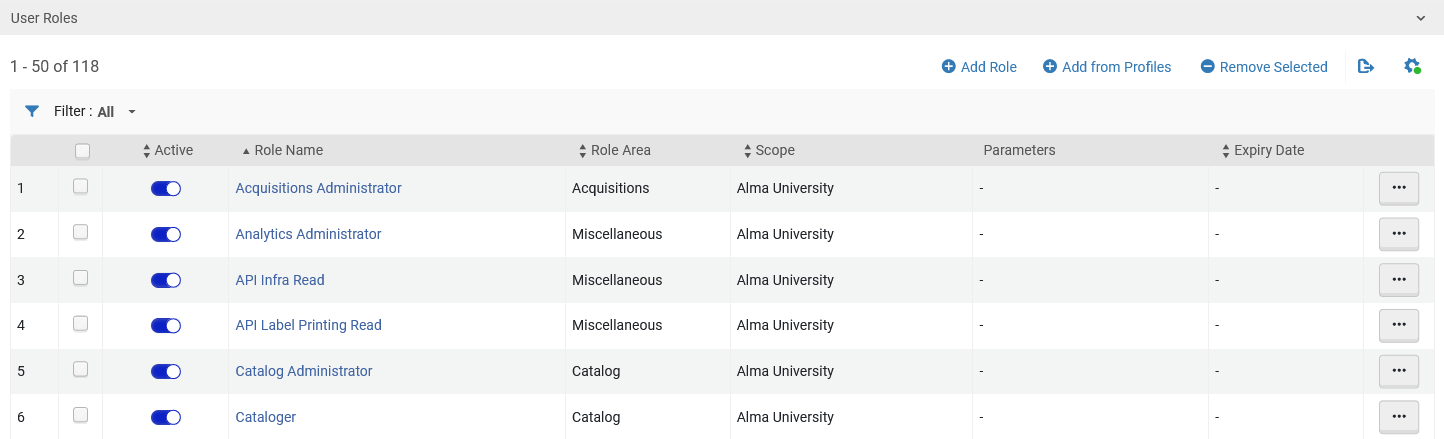 User Roles
1 - 50 of 118 Add Role Add from Profiles Remove Selected
Filter : All
Active Role Name Role Area Scope Parameters Expiry Date
1 Acquisitions Administrator Acquisitions Alma University - -
2 Analytics Administrator Miscellaneous Alma University - -
3 API Infra Read Miscellaneous Alma University - -
4 API Label Printing Read Miscellaneous Alma University - -
5 Catalog Administrator Catalog Alma University - -
6 Cataloger Catalog Alma University - -